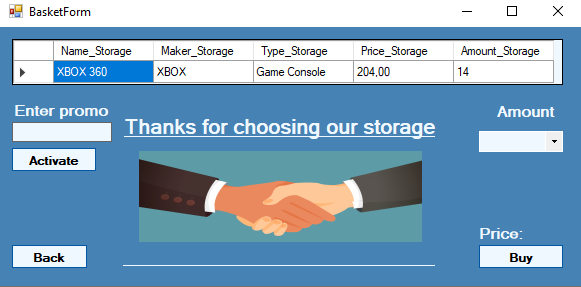 BasketForm
Name_Storage Maker_Storage Type_Storage Price_Storage Amount_Storage
XBOX 360 XBOX Game Console 204,00 14
Enter promo
Amount
Thanks for choosing our storage
Activate
Price:
Back
Buy